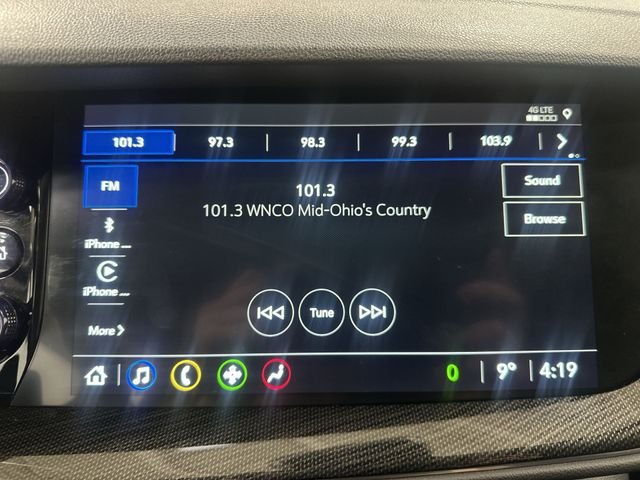 4G LTE
101.3 97.3 98.3 99.3 103.9
FM
101.3
101.3 WNCO Mid-Ohio's Country
Sound
Browse
iPhone ...
iPhone ...
Tune
More
0 9° 4:19